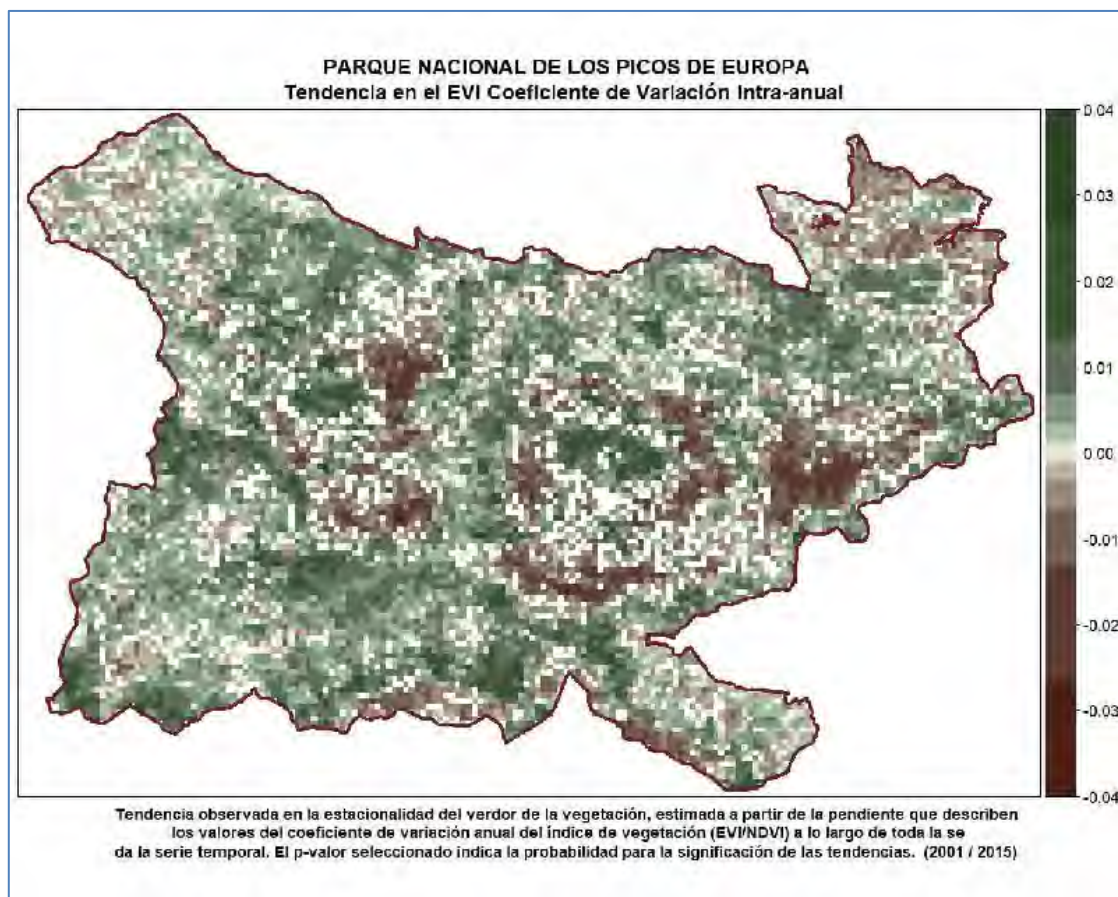 PARQUE NACIONAL DE LOS PICOS DE EUROPA
Tendencia en el EVI Coeficiente de Variación Intra-anual
0.04
0.03
0.02
0.01
0.00
-0.01
-0.02
-0.03
-0.04
Tendencia observada en la estacionalidad del verdor de la vegetación, estimada a partir de la pendiente que describen
los valores del coeficiente de variación anual del índice de vegetación (EVI/NDVI) a lo largo de toda la se
da la serie temporal. El p-valor seleccionado indica la probabilidad para la significación de las tendencias. (2001 / 2015)